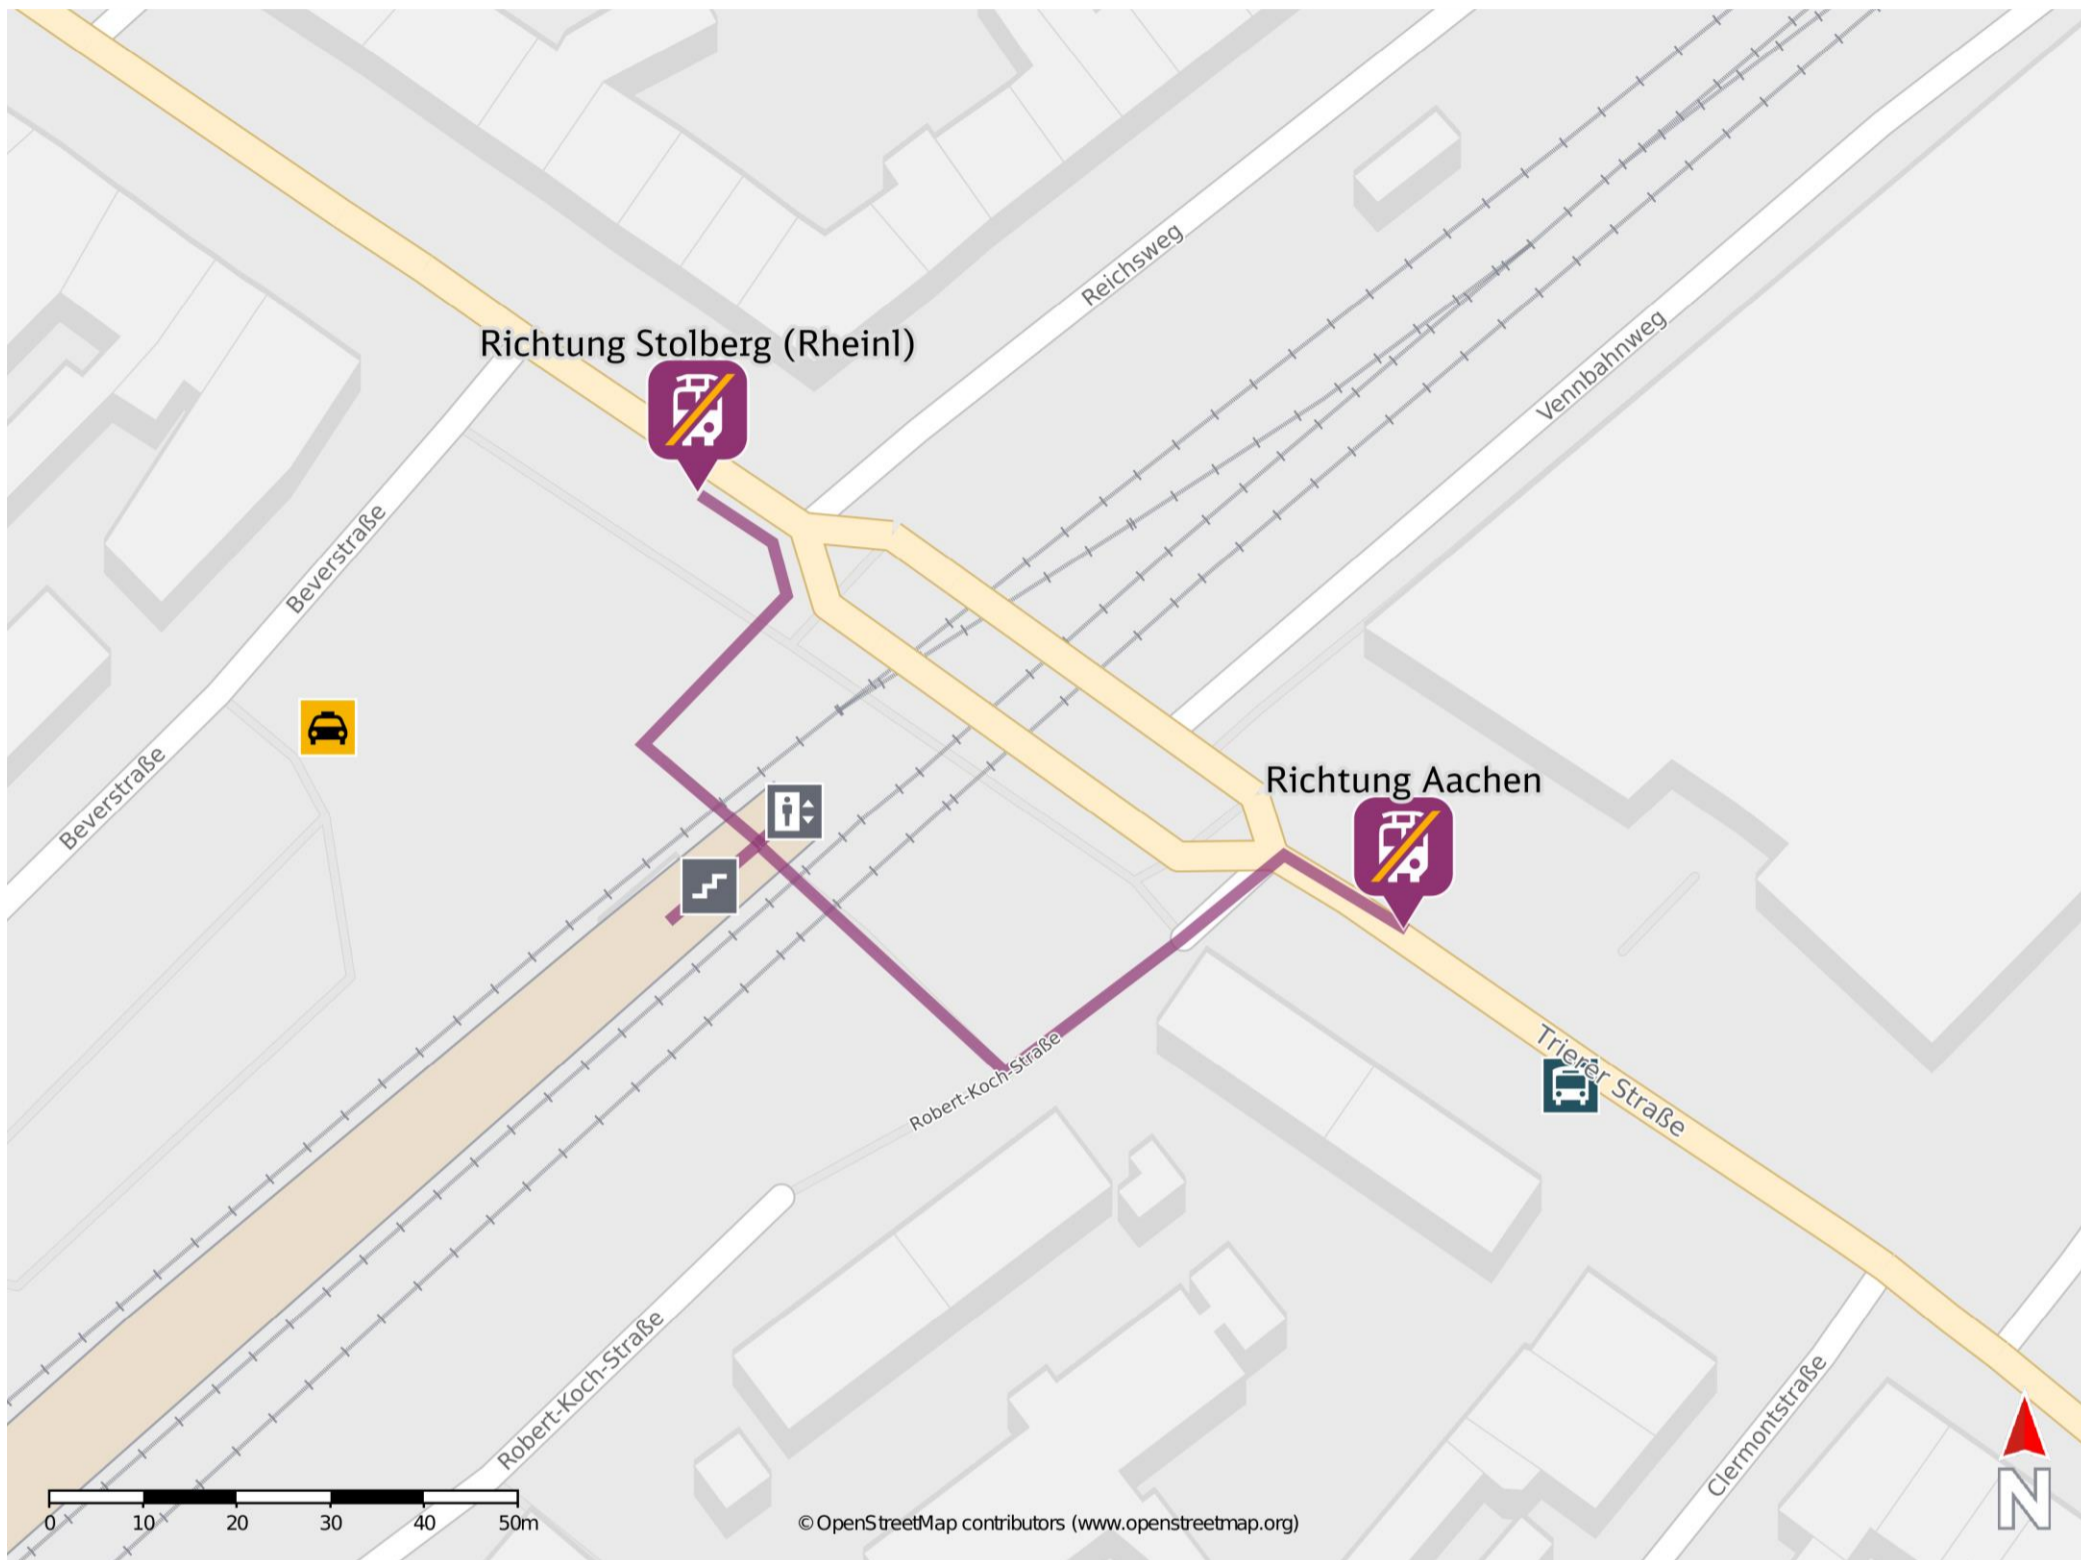 Reichsweg
Richtung Stolberg (Rheinl)
Vennbahnweg
Beverstraße
Beverstraße
Richtung Aachen
Trierer Straße
Robert-Koch-Straße
Robert-Koch-Straße
Clermontstraße
N
0 10 20 30 40 50m
© OpenStreetMap contributors (www.openstreetmap.org)